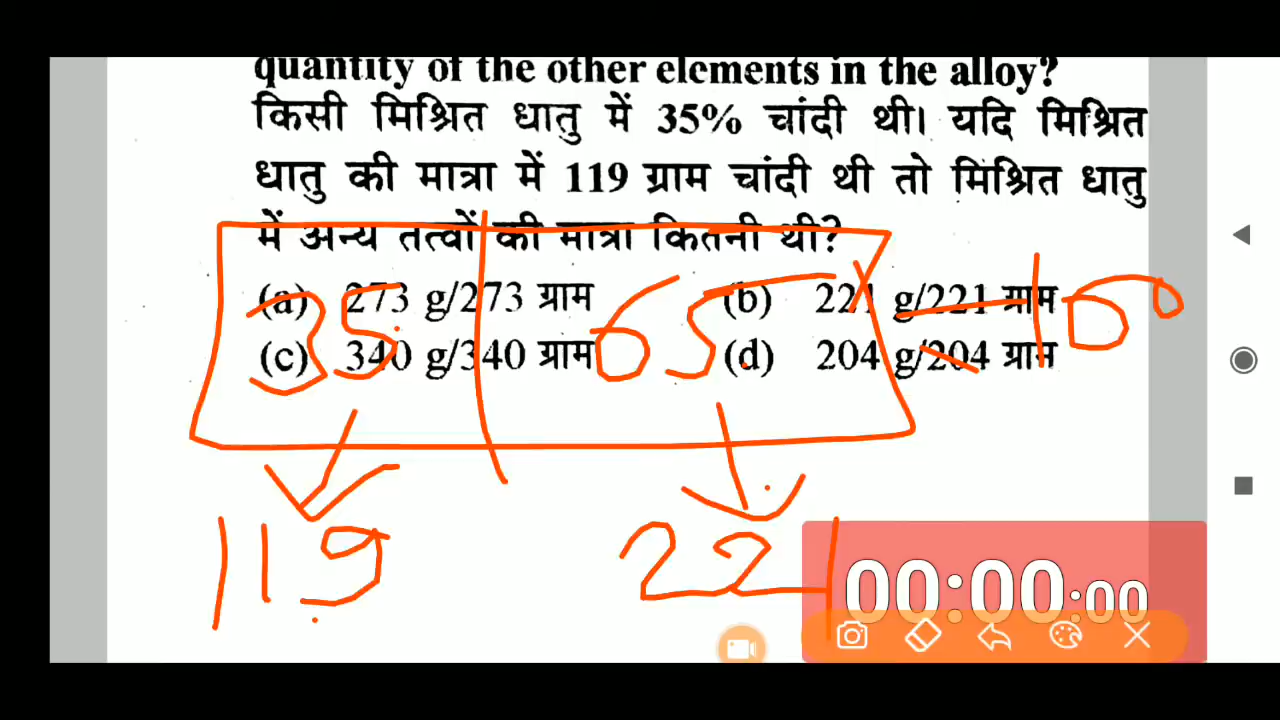 quantity of the other elements in the alloy?
किसी मिश्रित धातु में 35% चांदी थी। यदि मिश्रित
धातु की मात्रा में 119 ग्राम चांदी थी तो मिश्रित धातु
में अन्य तत्वों की मात्रा कितनी थी?
(a) 273 g/273 ग्राम (b) 221 g/221 ग्राम
(c) 340 g/340 ग्राम (d) 204 g/204 ग्राम
35 65
119 221
00:00:00